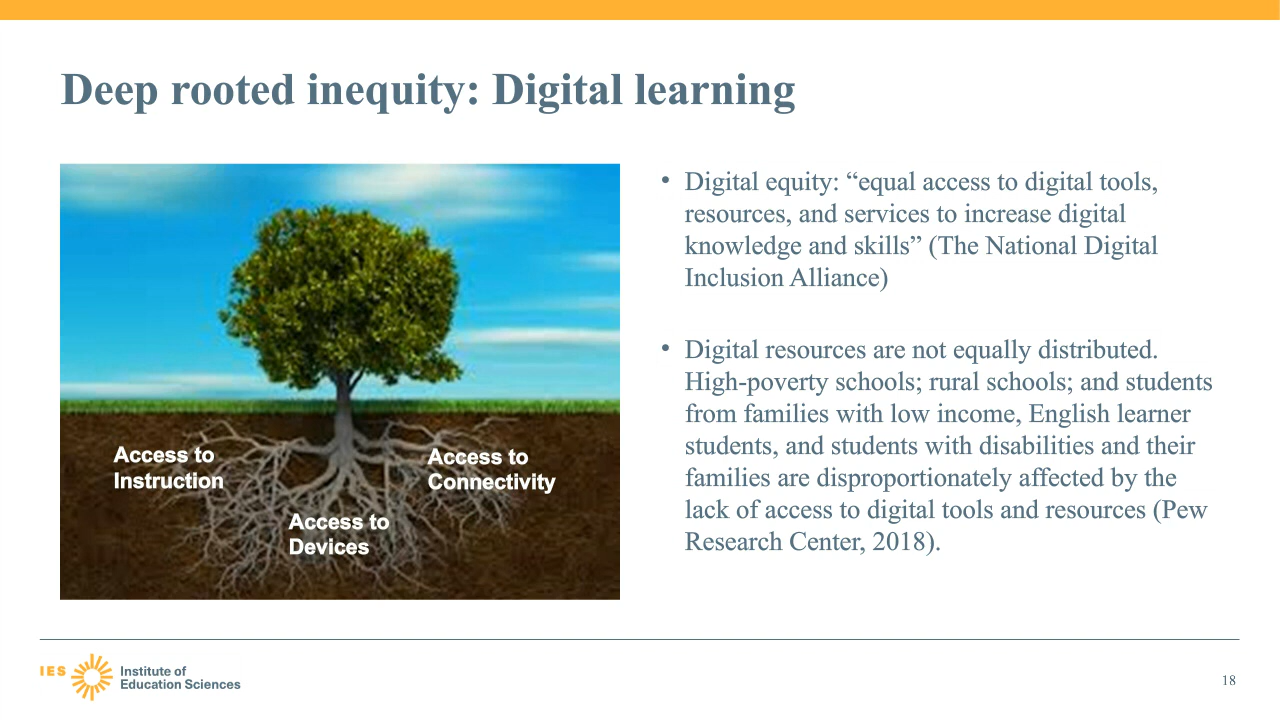 Deep rooted inequity: Digital learning
Access to
Instruction
Access to
Devices
Access to
Connectivity
• Digital equity: “equal access to digital tools,
resources, and services to increase digital
knowledge and skills” (The National Digital
Inclusion Alliance)
• Digital resources are not equally distributed.
High-poverty schools; rural schools; and students
from families with low income, English learner
students, and students with disabilities and their
families are disproportionately affected by the
lack of access to digital tools and resources (Pew
Research Center, 2018).
IES
Institute of
Education Sciences
18